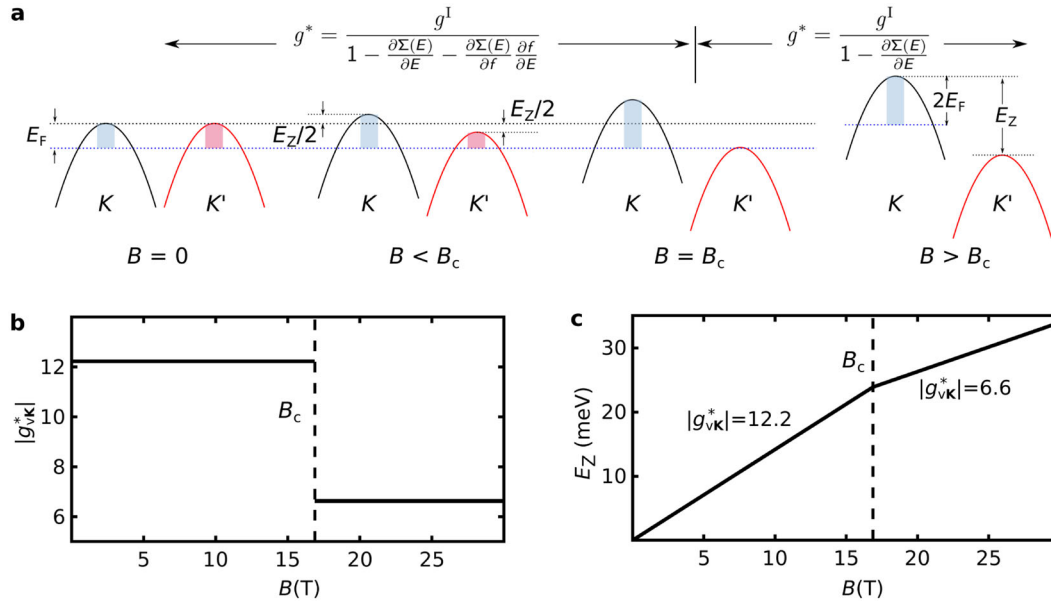 a
g* = g^I / (1 − ∂Σ(E)/∂E − ∂Σ(E)/∂f ∂f/∂E)
g* = g^I / (1 − ∂Σ(E)/∂E)
E_F
E_Z/2
E_Z/2
2E_F
E_Z
K K' K K' K K' K K'
B = 0 B < B_c B = B_c B > B_c
b
|g*_vK|
12
10
8
6
B_c
5 10 15 20 25
B(T)
c
E_Z (meV)
30
20
10
B_c
|g*_vK|=12.2
|g*_vK|=6.6
5 10 15 20 25
B(T)